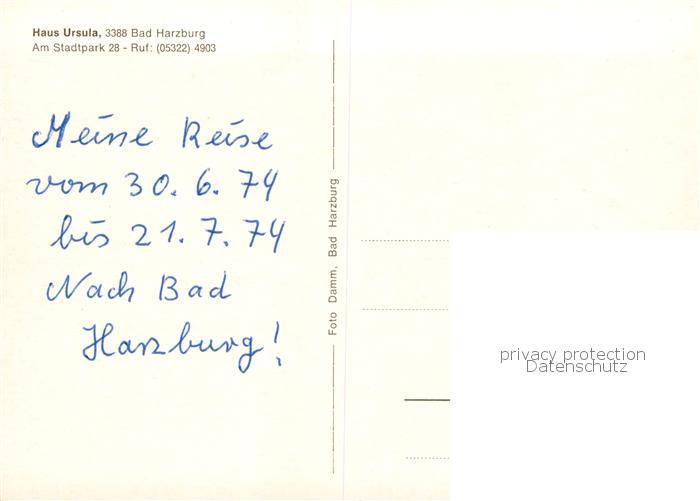 Haus Ursula, 3388 Bad Harzburg
Am Stadtpark 28 - Ruf: (05322) 4903
Meine Reise
vom 30. 6. 74
bis 21. 7. 74
Nach Bad
Harzburg!
Foto Damm, Bad Harzburg
privacy protection
Datenschutz